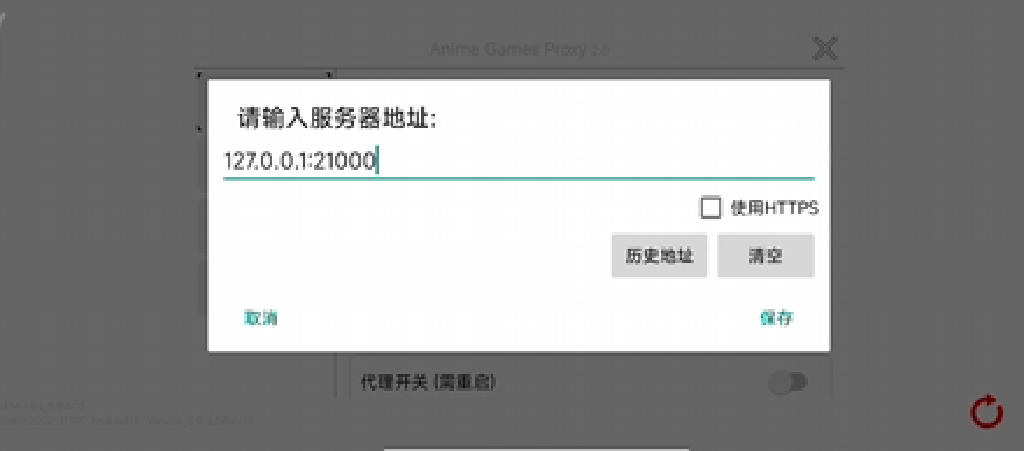 Anime Games Proxy 2.0
请输入服务器地址:
127.0.0.1:21000
使用HTTPS
历史地址
清空
取消
保存
代理开关 (需重启)